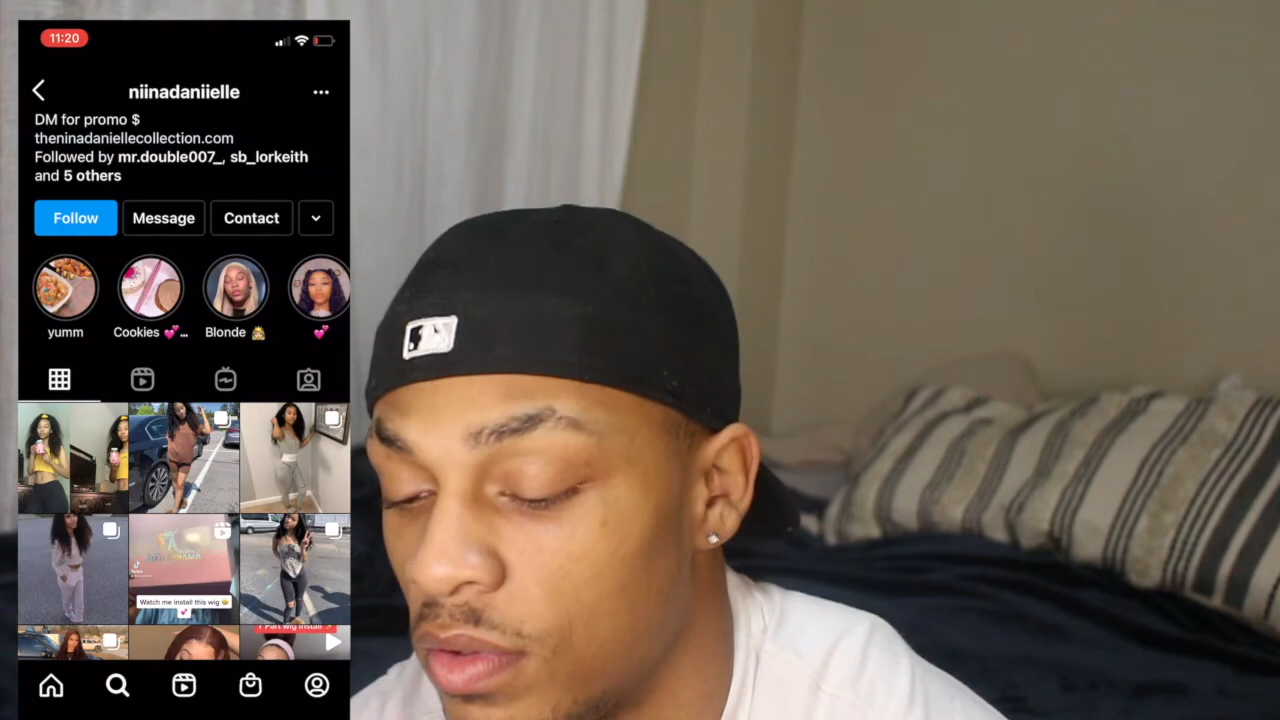 11:20
niinadaniielle
DM for promo $
theninadaniellecollection.com
Followed by mr.double007_, sb_lorkeith
and 5 others
Follow
Message
Contact
yumm
Cookies 💕...
Blonde 👸🏼
💕
Watch me install this wig 😍
💕